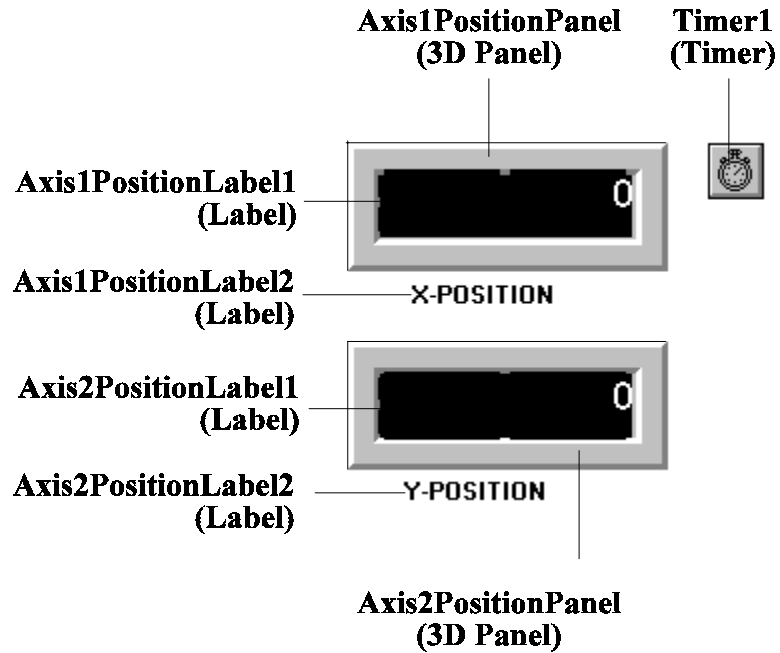 Axis1PositionPanel
(3D Panel)
Timer1
(Timer)
Axis1PositionLabel1
(Label)
0
Axis1PositionLabel2
(Label)
X-POSITION
Axis2PositionLabel1
(Label)
0
Axis2PositionLabel2
(Label)
Y-POSITION
Axis2PositionPanel
(3D Panel)